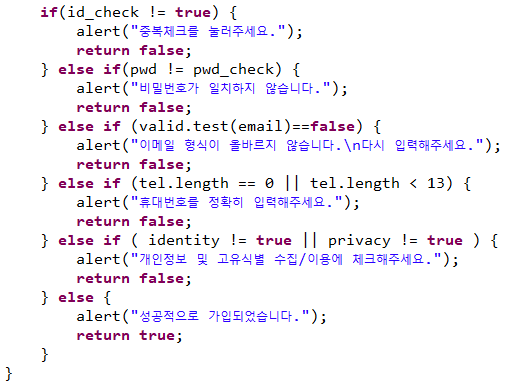 if(id_check != true) {
alert("중복체크를 눌러주세요.");
return false;
} else if(pwd != pwd_check) {
alert("비밀번호가 일치하지 않습니다.");
return false;
} else if (valid.test(email)==false) {
alert("이메일 형식이 올바르지 않습니다.\n다시 입력해주세요.");
return false;
} else if (tel.length == 0 || tel.length < 13) {
alert("휴대번호를 정확히 입력해주세요.");
return false;
} else if ( identity != true || privacy != true ) {
alert("개인정보 및 고유식별 수집/이용에 체크해주세요.");
return false;
} else {
alert("성공적으로 가입되었습니다.");
return true;
}
}